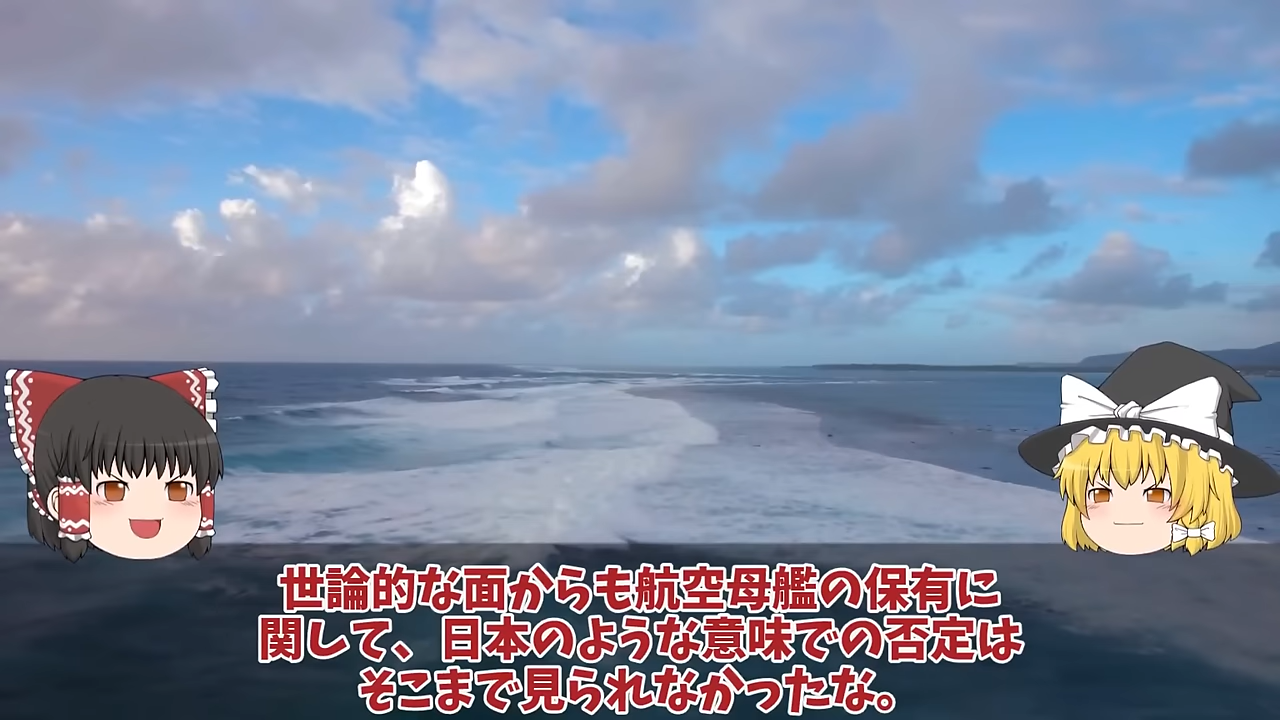 世論的な面からも航空母艦の保有に
関して、日本のような意味での否定は
そこまで見られなかったな。